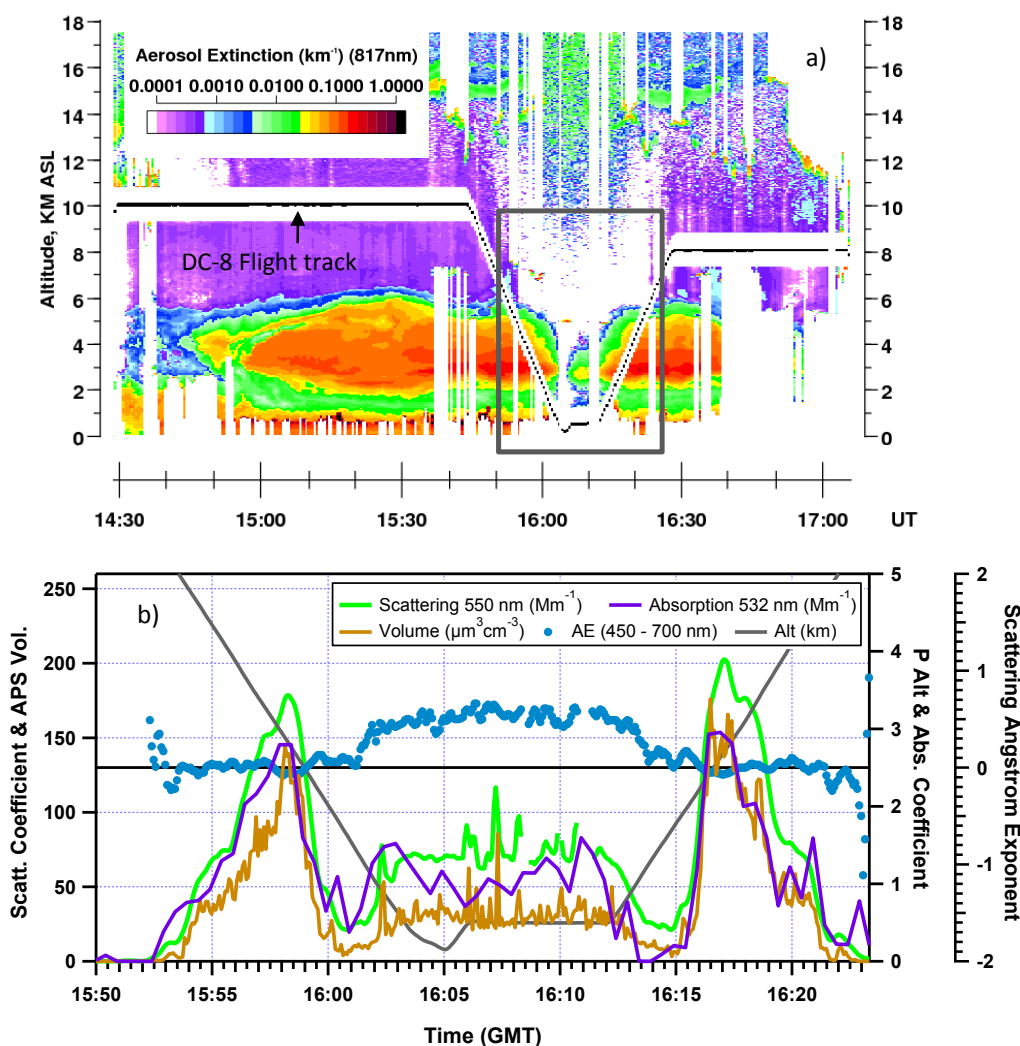 18 18
a)
16 Aerosol Extinction (km⁻¹) (817nm) 16
0.0001 0.0010 0.0100 0.1000 1.0000
14 14
12 12
10 10
DC-8 Flight track
8 8
6 6
4 4
2 2
0 0
Altitude, KM ASL
14:30 15:00 15:30 16:00 16:30 17:00 UT
b)
Scattering 550 nm (Mm⁻¹) Absorption 532 nm (Mm⁻¹)
Volume (µm³cm⁻³) AE (450 - 700 nm) Alt (km)
250
200
150
100
50
0
Scatt. Coefficient & APS Vol.
5
4
3
2
1
0
P Alt & Abs. Coefficient
2
1
0
-1
-2
Scattering Angstrom Exponent
15:50 15:55 16:00 16:05 16:10 16:15 16:20
Time (GMT)